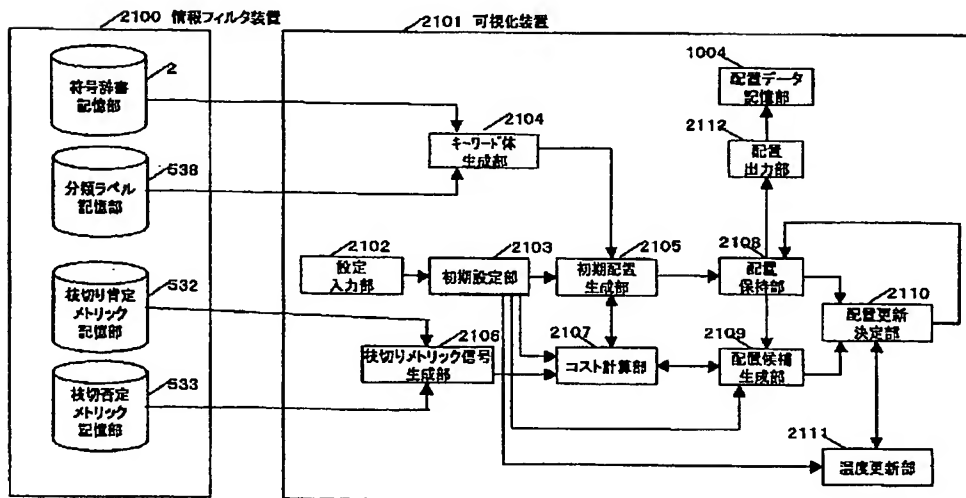 2100 情報フィルタ装置
2101 可視化装置
2
符号辞書
記憶部
538
分類ラベル
記憶部
532
枝切り肯定
メトリック
記憶部
533
枝切否定
メトリック
記憶部
1004
配置データ
記憶部
2112
配置
出力部
2104
キーワード体
生成部
2102
設定
入力部
2103
初期設定部
2105
初期配置
生成部
2108
配置
保持部
2110
配置更新
決定部
2106
枝切りメトリック信号
生成部
2107
コスト計算部
2109
配置候補
生成部
2111
温度更新部